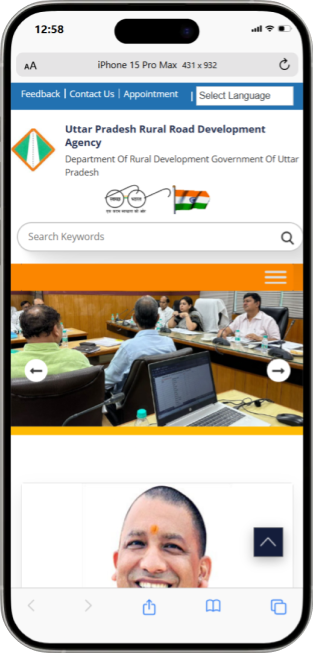 12:58
AA iPhone 15 Pro Max 431 x 932
Feedback | Contact Us | Appointment | Select Language
Uttar Pradesh Rural Road Development
Agency
Department Of Rural Development Government Of Uttar
Pradesh
Search Keywords